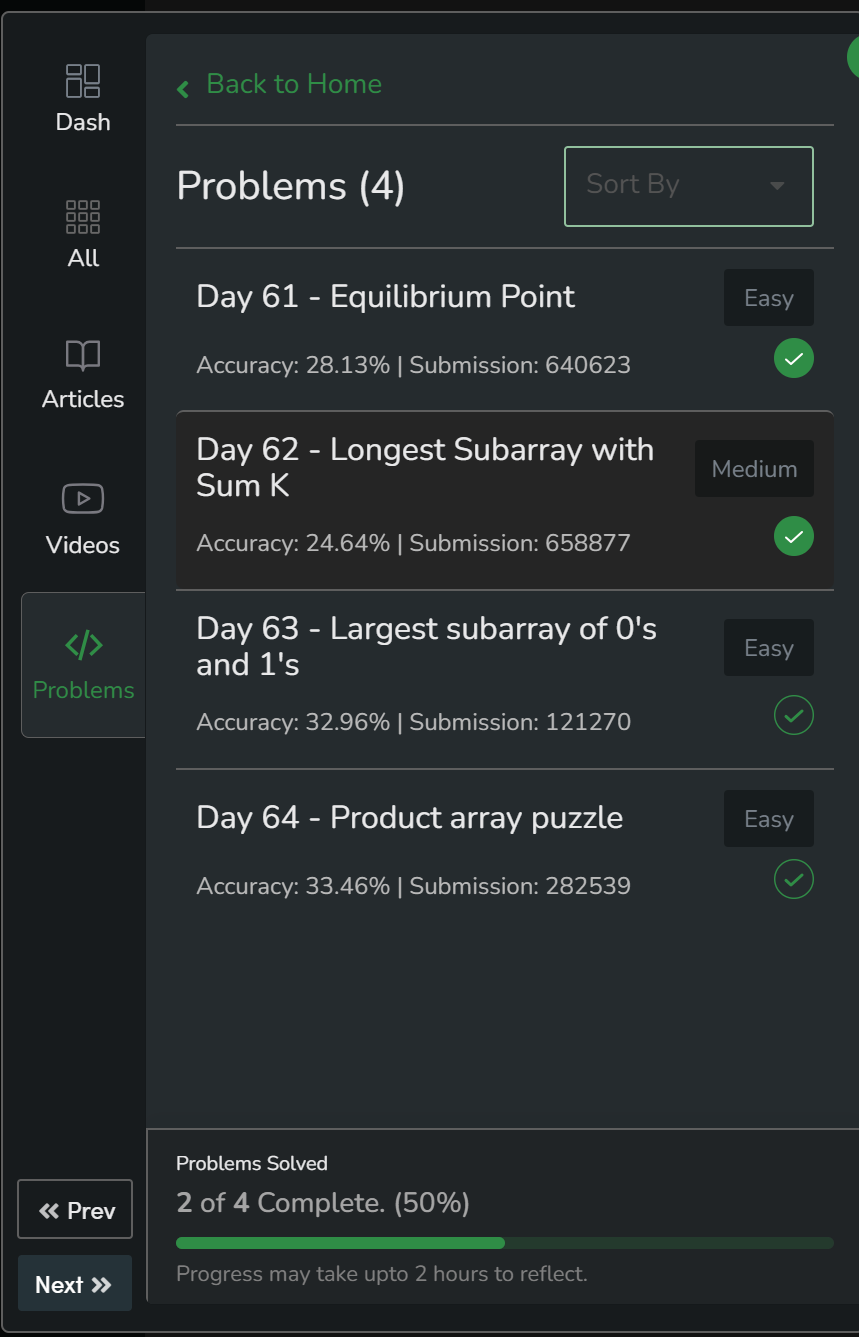 Dash
All
Articles
Videos
Problems
Prev
Next
Back to Home
Problems (4)
Sort By
Day 61 - Equilibrium Point
Easy
Accuracy: 28.13% | Submission: 640623
Day 62 - Longest Subarray with
Sum K
Medium
Accuracy: 24.64% | Submission: 658877
Day 63 - Largest subarray of 0's
and 1's
Easy
Accuracy: 32.96% | Submission: 121270
Day 64 - Product array puzzle
Easy
Accuracy: 33.46% | Submission: 282539
Problems Solved
2 of 4 Complete. (50%)
Progress may take upto 2 hours to reflect.